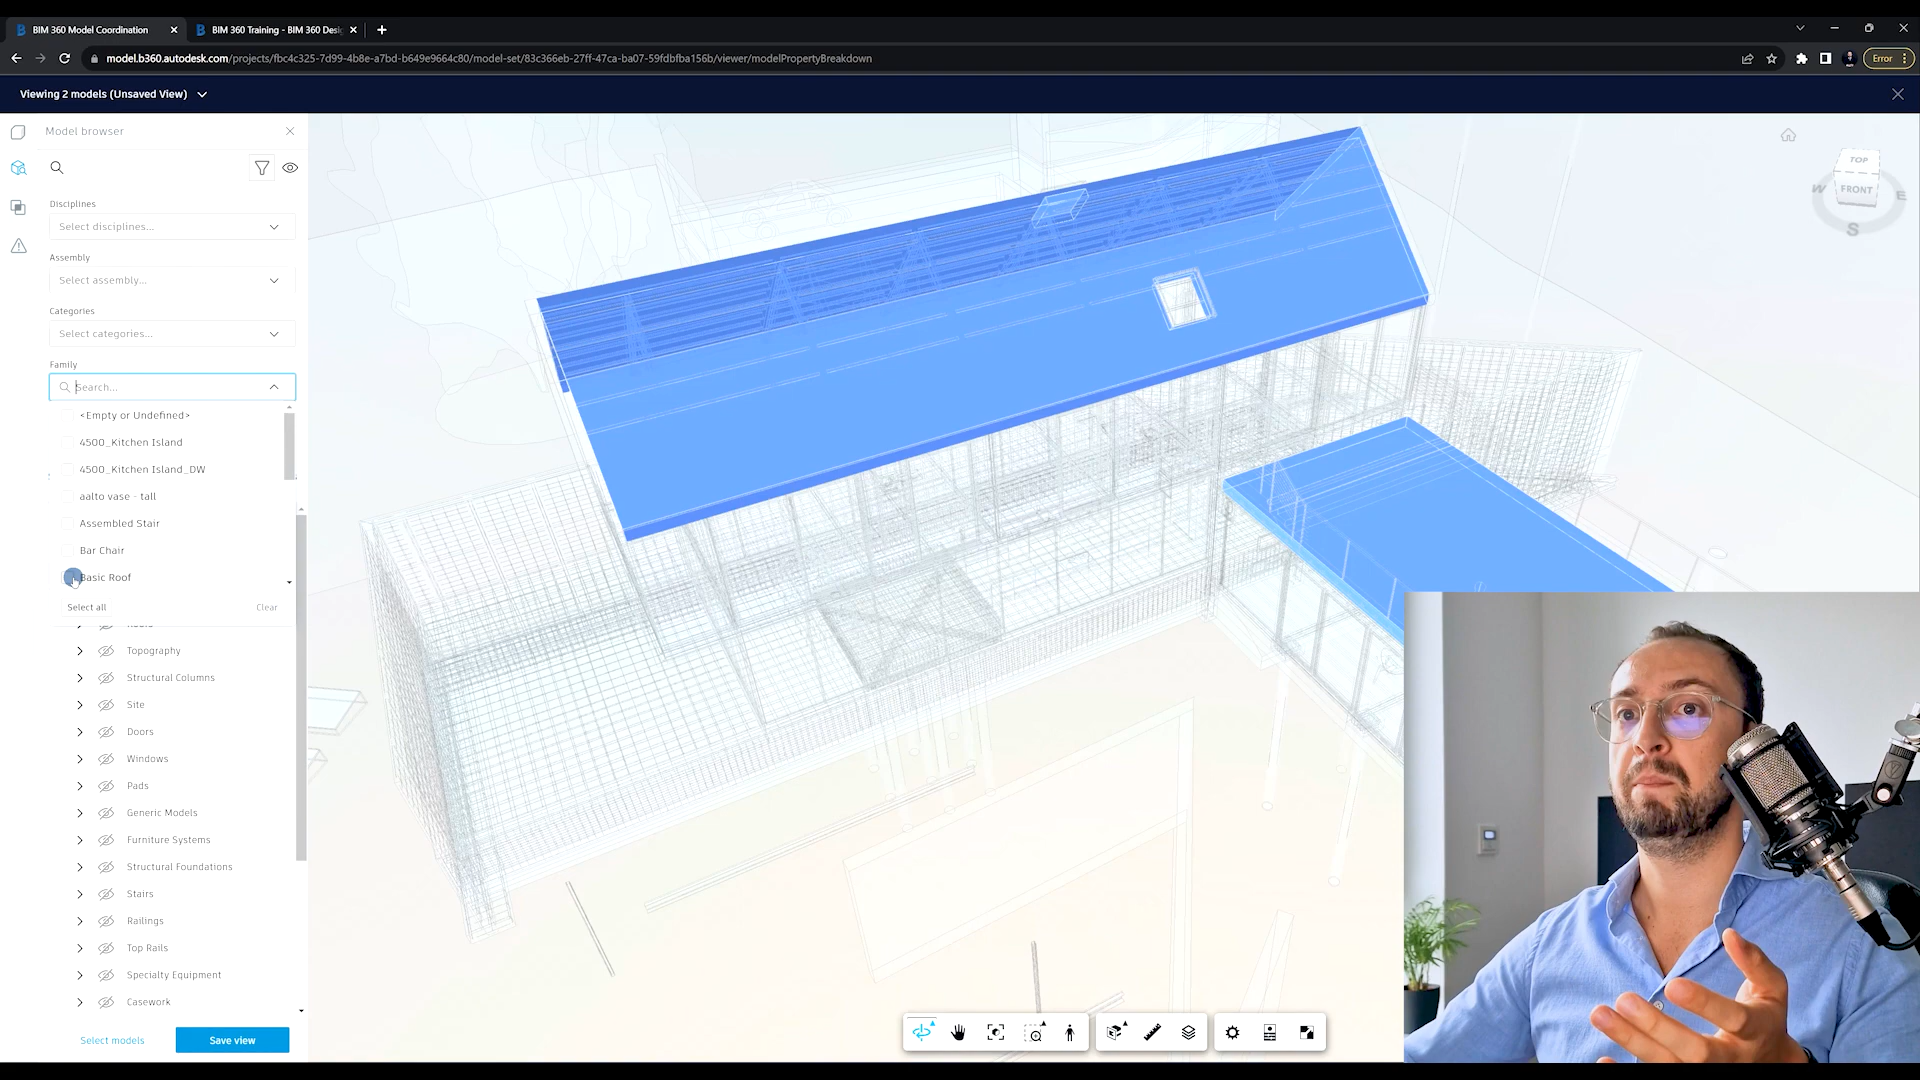 BIM 360 Model Coordination
BIM 360 Training - BIM 360 Desi
model.b360.autodesk.com/projects/fbc4c325-7d99-4b8e-a7bd-b649e9664c80/model-set/83c366eb-27ff-47ca-ba07-59fdbfba156b/viewer/modelPropertyBreakdown
Error
Viewing 2 models (Unsaved View)
Model browser
Disciplines
Select disciplines...
Assembly
Select assembly...
Categories
Select categories...
Family
Search...
<Empty or Undefined>
4500_Kitchen Island
4500_Kitchen Island_DW
aalto vase - tall
Assembled Stair
Bar Chair
Basic Roof
Select all
Clear
Topography
Structural Columns
Site
Doors
Windows
Pads
Generic Models
Furniture Systems
Structural Foundations
Stairs
Railings
Top Rails
Specialty Equipment
Casework
Select models
Save view
TOP
FRONT
W
E
S